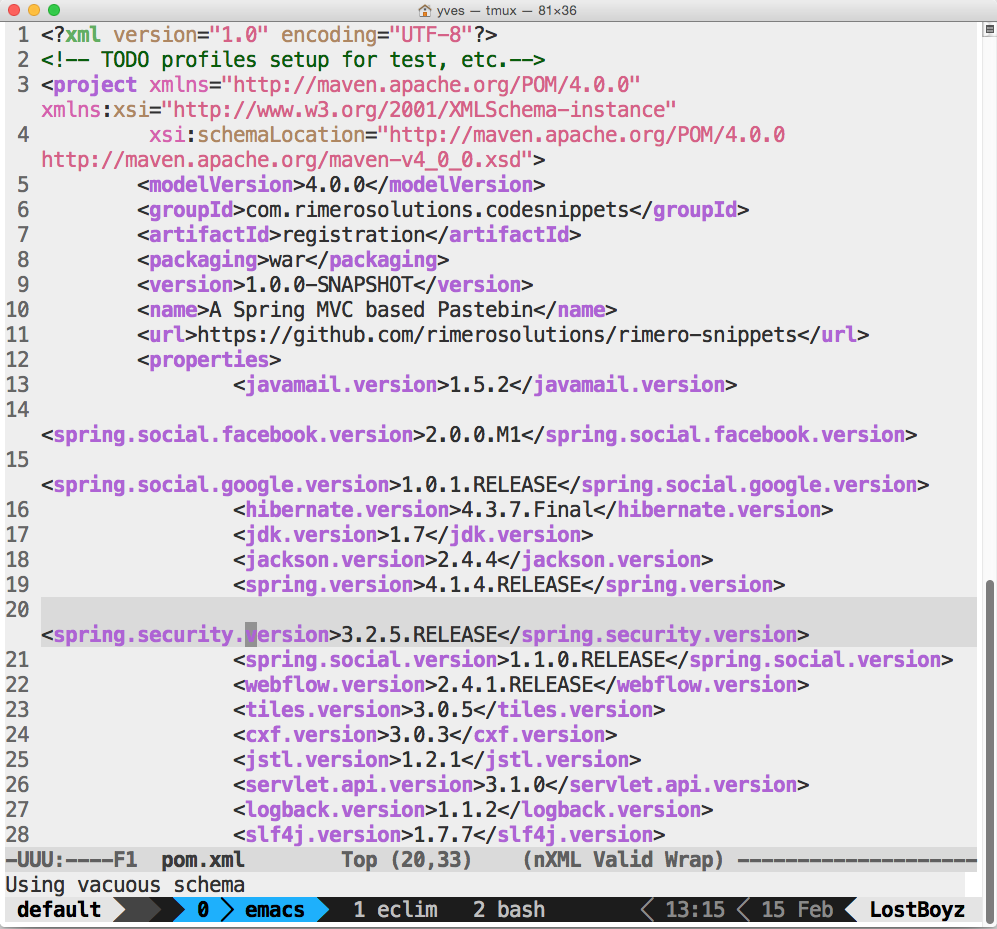 yves — tmux — 81×36
1 <?xml version="1.0" encoding="UTF-8"?>
2 <!-- TODO profiles setup for test, etc.-->
3 <project xmlns="http://maven.apache.org/POM/4.0.0"
xmlns:xsi="http://www.w3.org/2001/XMLSchema-instance"
4 xsi:schemaLocation="http://maven.apache.org/POM/4.0.0
http://maven.apache.org/maven-v4_0_0.xsd">
5 <modelVersion>4.0.0</modelVersion>
6 <groupId>com.rimerosolutions.codesnippets</groupId>
7 <artifactId>registration</artifactId>
8 <packaging>war</packaging>
9 <version>1.0.0-SNAPSHOT</version>
10 <name>A Spring MVC based Pastebin</name>
11 <url>https://github.com/rimerosolutions/rimero-snippets</url>
12 <properties>
13 <javamail.version>1.5.2</javamail.version>
14
<spring.social.facebook.version>2.0.0.M1</spring.social.facebook.version>
15
<spring.social.google.version>1.0.1.RELEASE</spring.social.google.version>
16 <hibernate.version>4.3.7.Final</hibernate.version>
17 <jdk.version>1.7</jdk.version>
18 <jackson.version>2.4.4</jackson.version>
19 <spring.version>4.1.4.RELEASE</spring.version>
20
<spring.security.version>3.2.5.RELEASE</spring.security.version>
21 <spring.social.version>1.1.0.RELEASE</spring.social.version>
22 <webflow.version>2.4.1.RELEASE</webflow.version>
23 <tiles.version>3.0.5</tiles.version>
24 <cxf.version>3.0.3</cxf.version>
25 <jstl.version>1.2.1</jstl.version>
26 <servlet.api.version>3.1.0</servlet.api.version>
27 <logback.version>1.1.2</logback.version>
28 <slf4j.version>1.7.7</slf4j.version>
-UUU:----F1 pom.xml Top (20,33) (nXML Valid Wrap) --------------------
Using vacuous schema
default 0 emacs 1 eclim 2 bash 13:15 15 Feb LostBoyz